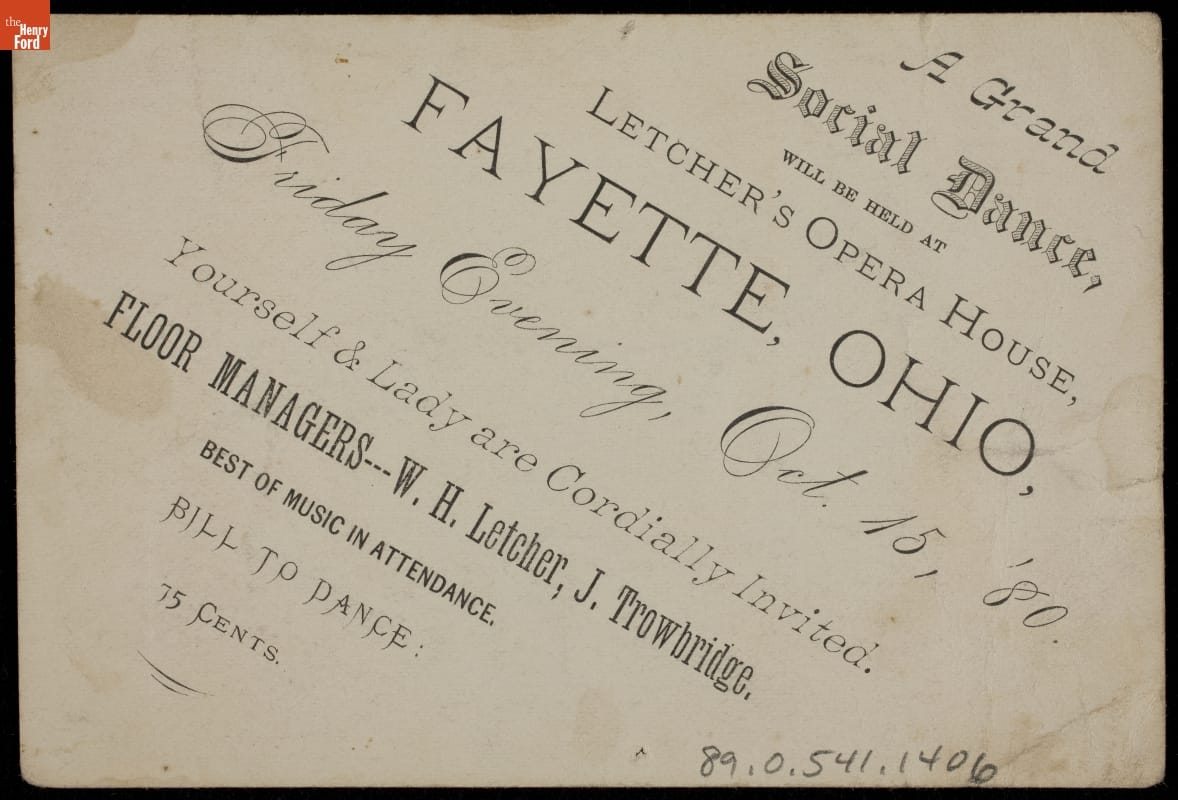 the
Henry
Ford
A Grand
Social Dance,
WILL BE HELD AT
LETCHER'S OPERA HOUSE,
FAYETTE, OHIO,
Friday Evening, Oct. 15, '80.
Yourself & Lady are Cordially Invited.
FLOOR MANAGERS---W. H. Letcher, J. Trowbridge.
BEST OF MUSIC IN ATTENDANCE.
BILL TO DANCE:
75 CENTS.
89.0.541.1406